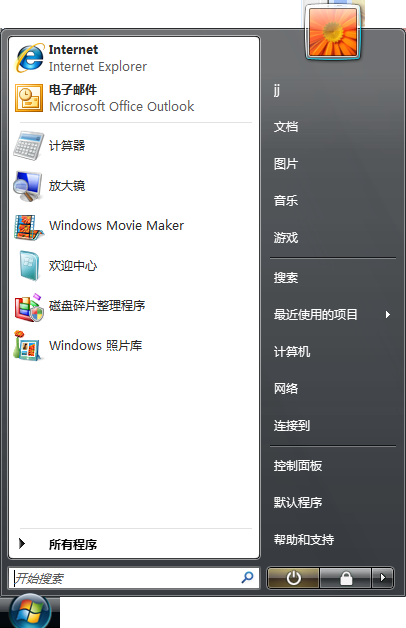 Internet
Internet Explorer
电子邮件
Microsoft Office Outlook
计算器
放大镜
Windows Movie Maker
欢迎中心
磁盘碎片整理程序
Windows 照片库
所有程序
开始搜索
jj
文档
图片
音乐
游戏
搜索
最近使用的项目
计算机
网络
连接到
控制面板
默认程序
帮助和支持